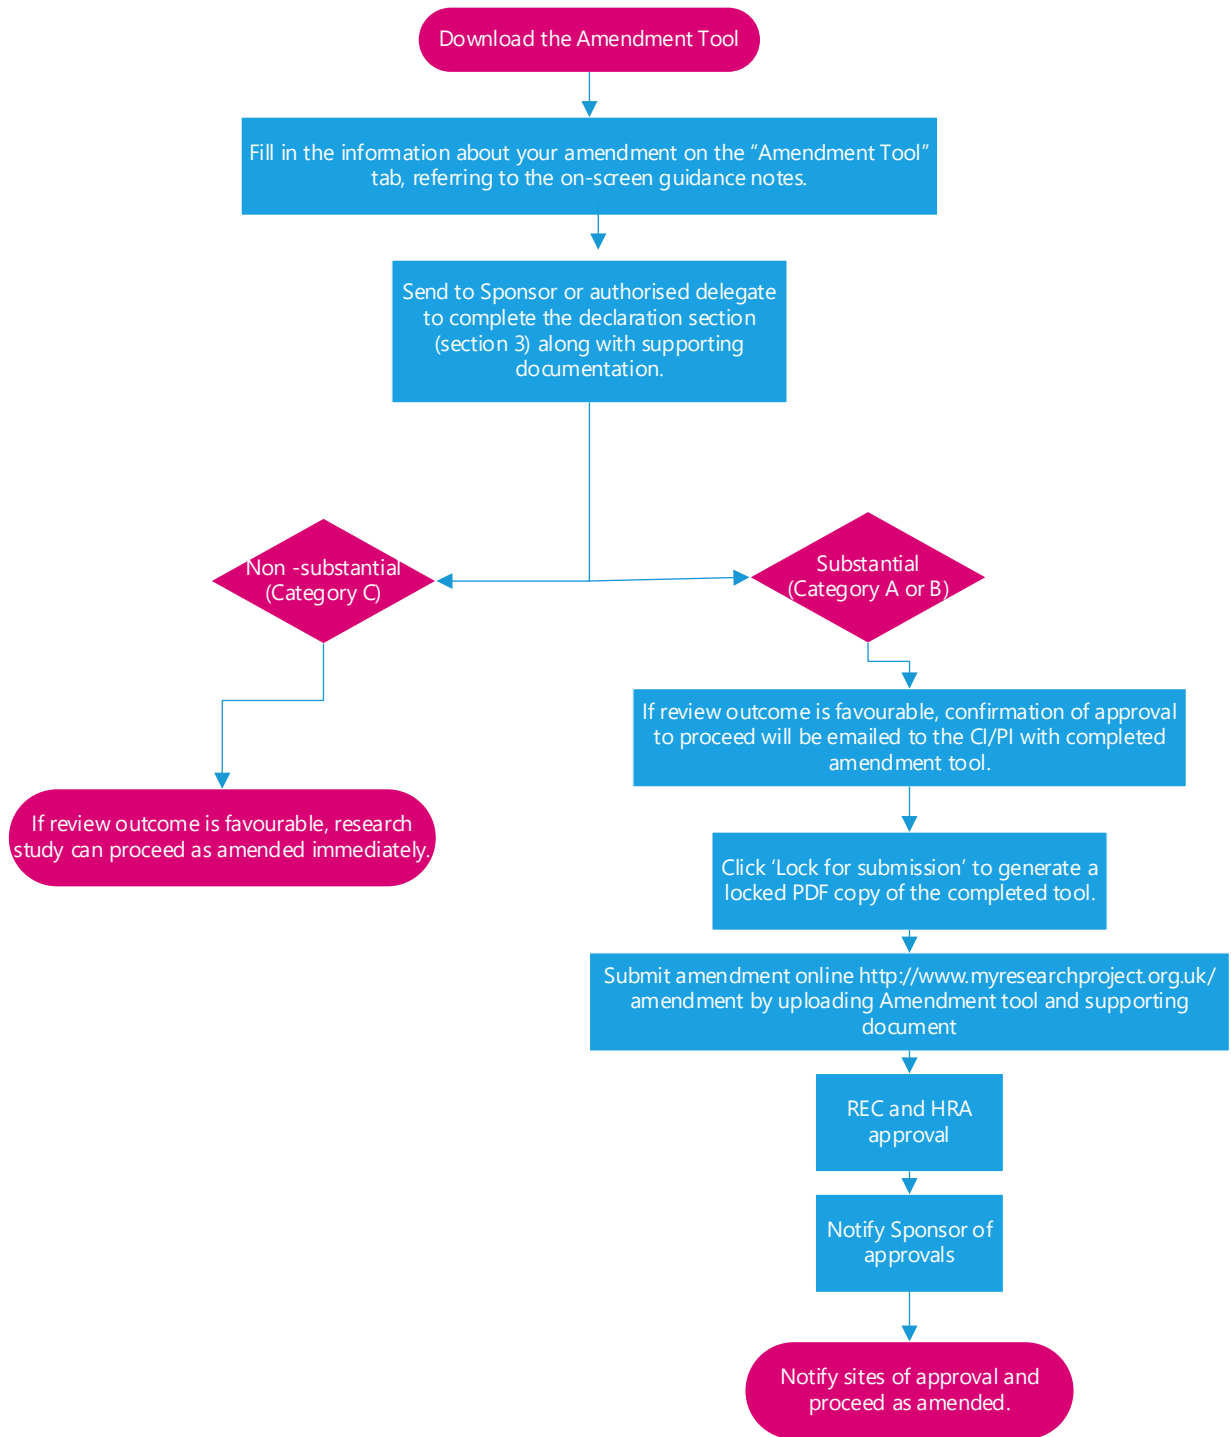 Download the Amendment Tool
Fill in the information about your amendment on the “Amendment Tool”
tab, referring to the on-screen guidance notes.
Send to Sponsor or authorised delegate
to complete the declaration section
(section 3) along with supporting
documentation.
Non -substantial
(Category C)
Substantial
(Category A or B)
If review outcome is favourable, research
study can proceed as amended immediately.
If review outcome is favourable, confirmation of approval
to proceed will be emailed to the CI/PI with completed
amendment tool.
Click ‘Lock for submission’ to generate a
locked PDF copy of the completed tool.
Submit amendment online http://www.myresearchproject.org.uk/
amendment by uploading Amendment tool and supporting
document
REC and HRA
approval
Notify Sponsor of
approvals
Notify sites of approval and
proceed as amended.